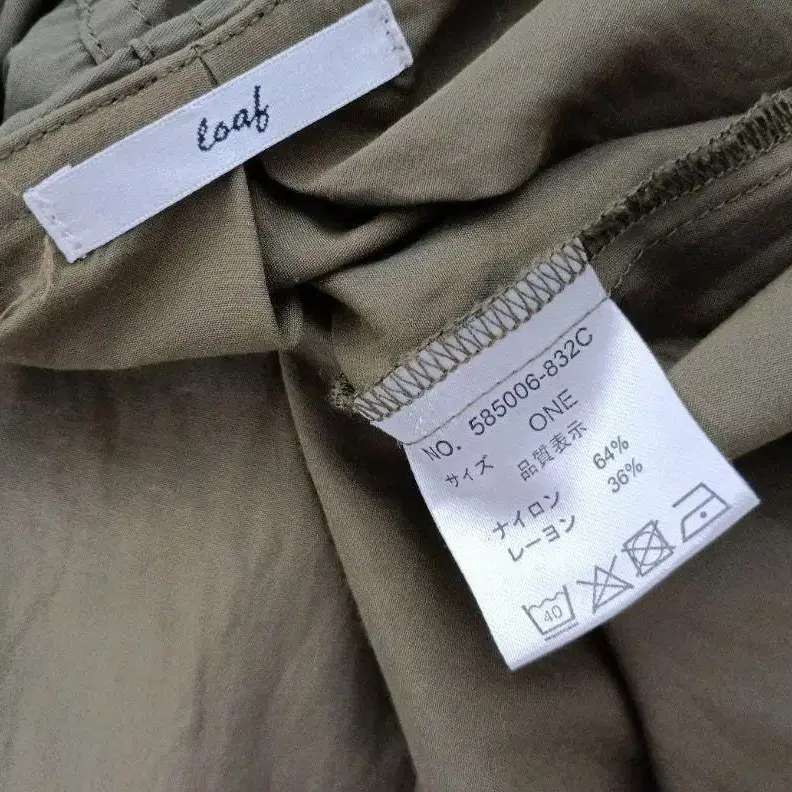 loaf
NO. 585006-832C
サイズ ONE
品質表示
ナイロン 64%
レーヨン 36%
40